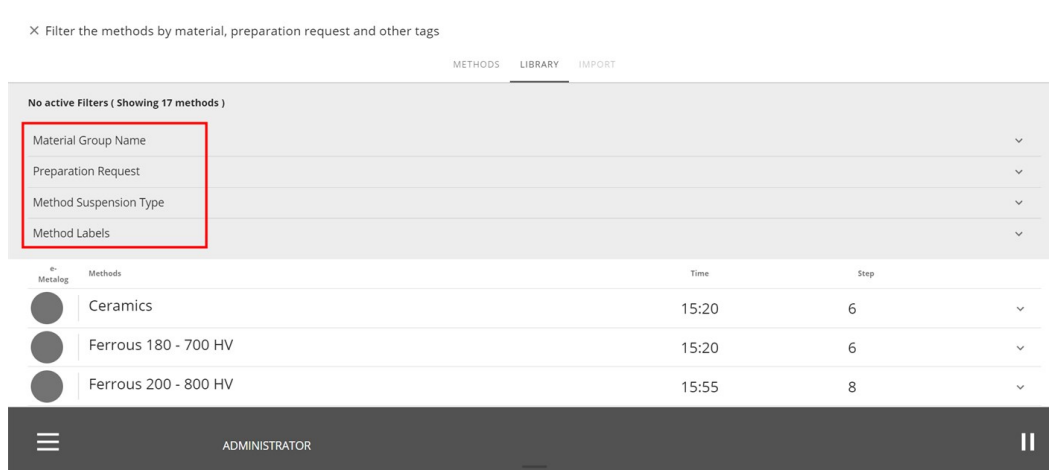 × Filter the methods by material, preparation request and other tags
METHODS LIBRARY IMPORT
No active Filters ( Showing 17 methods )
Material Group Name
Preparation Request
Method Suspension Type
Method Labels
e-
Metalog Methods Time Step
Ceramics 15:20 6
Ferrous 180 - 700 HV 15:20 6
Ferrous 200 - 800 HV 15:55 8
ADMINISTRATOR